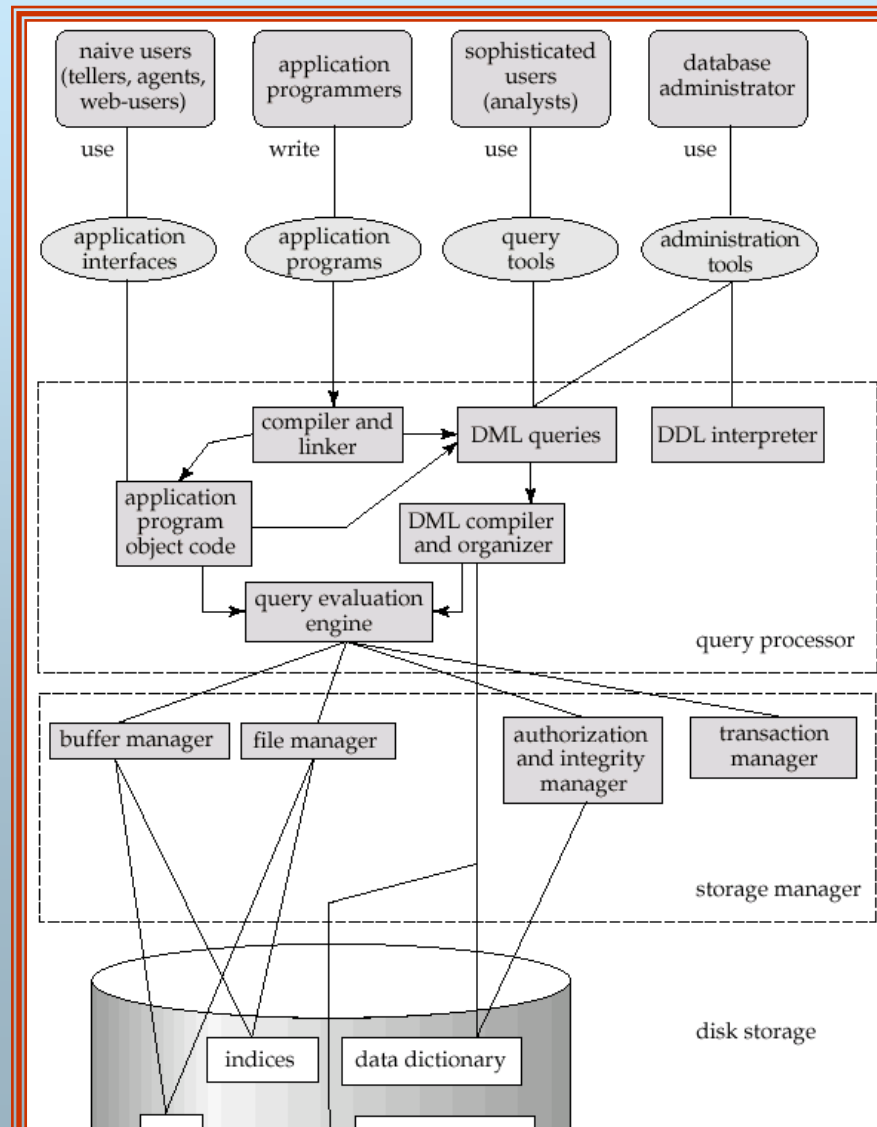 naive users
(tellers, agents,
web-users)
application
programmers
sophisticated
users
(analysts)
database
administrator
use
write
use
use
application
interfaces
application
programs
query
tools
administration
tools
compiler and
linker
DML queries
DDL interpreter
application
program
object code
DML compiler
and organizer
query evaluation
engine
query processor
buffer manager
file manager
authorization
and integrity
manager
transaction
manager
storage manager
disk storage
indices
data dictionary